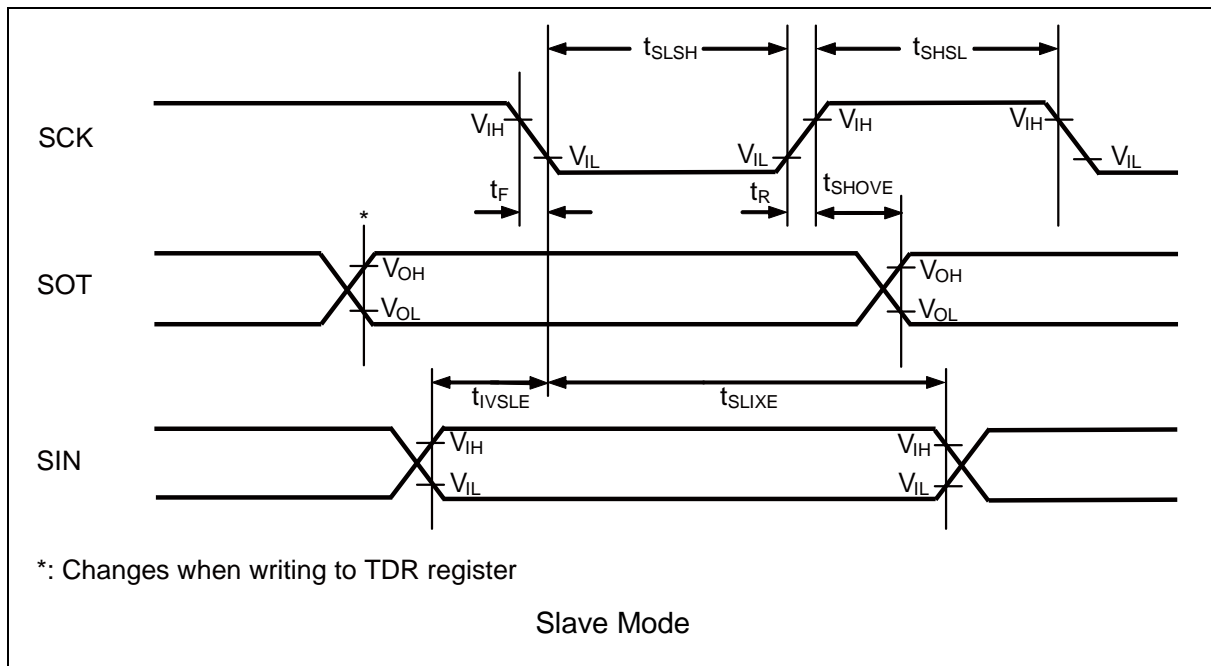 tSLSH
tSHSL
SCK
VIH
VIL
VIL
VIH
VIH
VIL
tF
tR
tSHOVE
*
SOT
VOH
VOL
VOH
VOL
tIVSLE
tSLIXE
SIN
VIH
VIL
VIH
VIL
*: Changes when writing to TDR register
Slave Mode